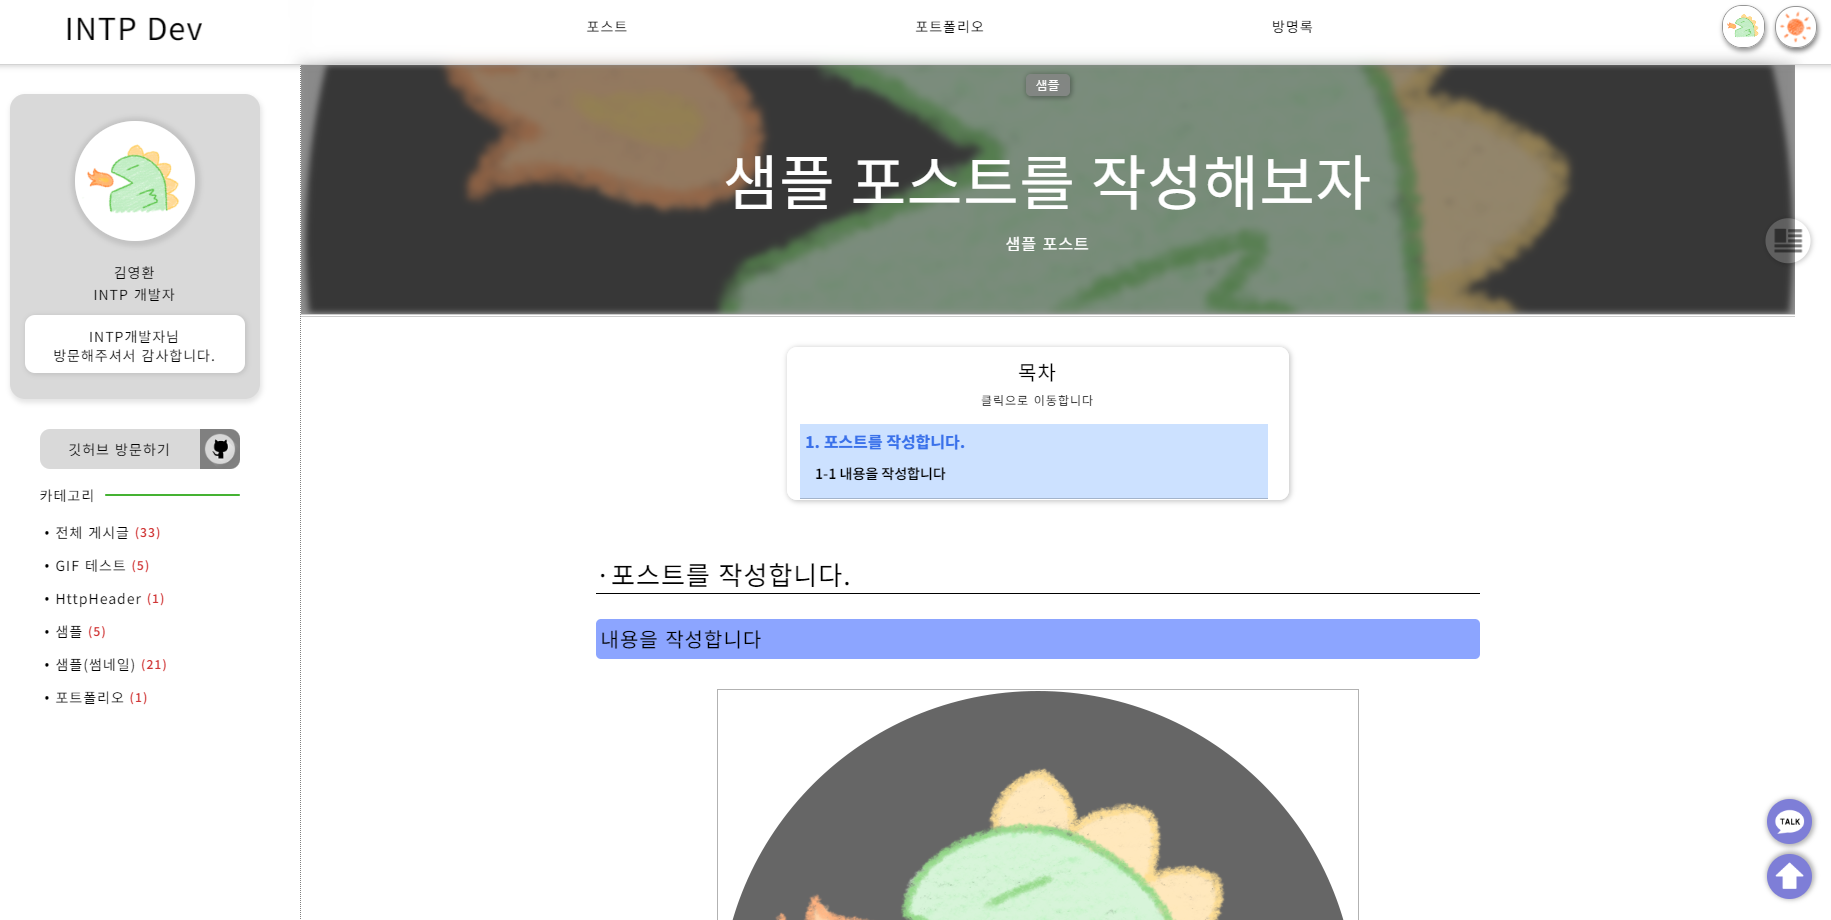 INTP Dev
포스트
포트폴리오
방명록
김영환
INTP 개발자
INTP개발자님
방문해주셔서 감사합니다.
깃허브 방문하기
카테고리
• 전체 게시글 (33)
• GIF 테스트 (5)
• HttpHeader (1)
• 샘플 (5)
• 샘플(썸네일) (21)
• 포트폴리오 (1)
샘플
샘플 포스트를 작성해보자
샘플 포스트
목차
클릭으로 이동합니다
1. 포스트를 작성합니다.
1-1 내용을 작성합니다
· 포스트를 작성합니다.
내용을 작성합니다
TALK